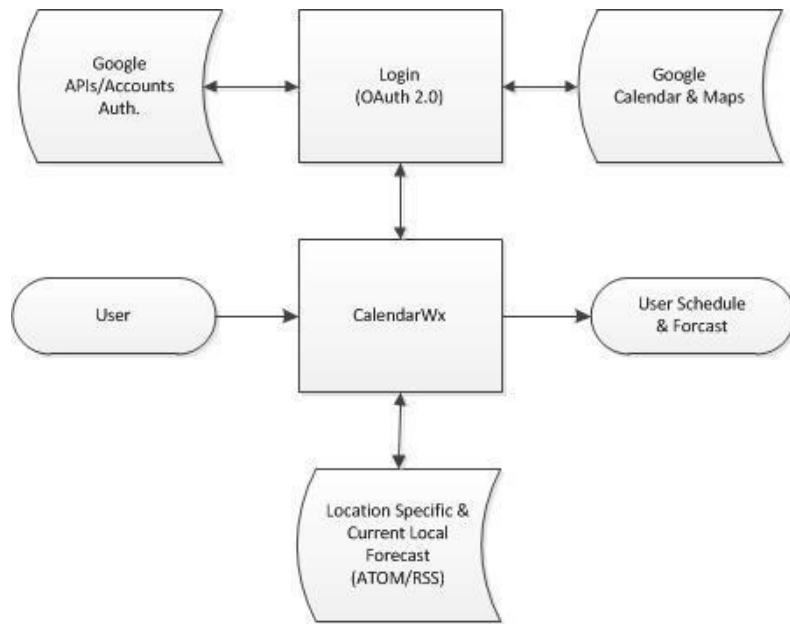 Google
APIs/Accounts
Auth.
Login
(OAuth 2.0)
Google
Calendar & Maps
User
CalendarWx
User Schedule
& Forcast
Location Specific &
Current Local
Forecast
(ATOM/RSS)